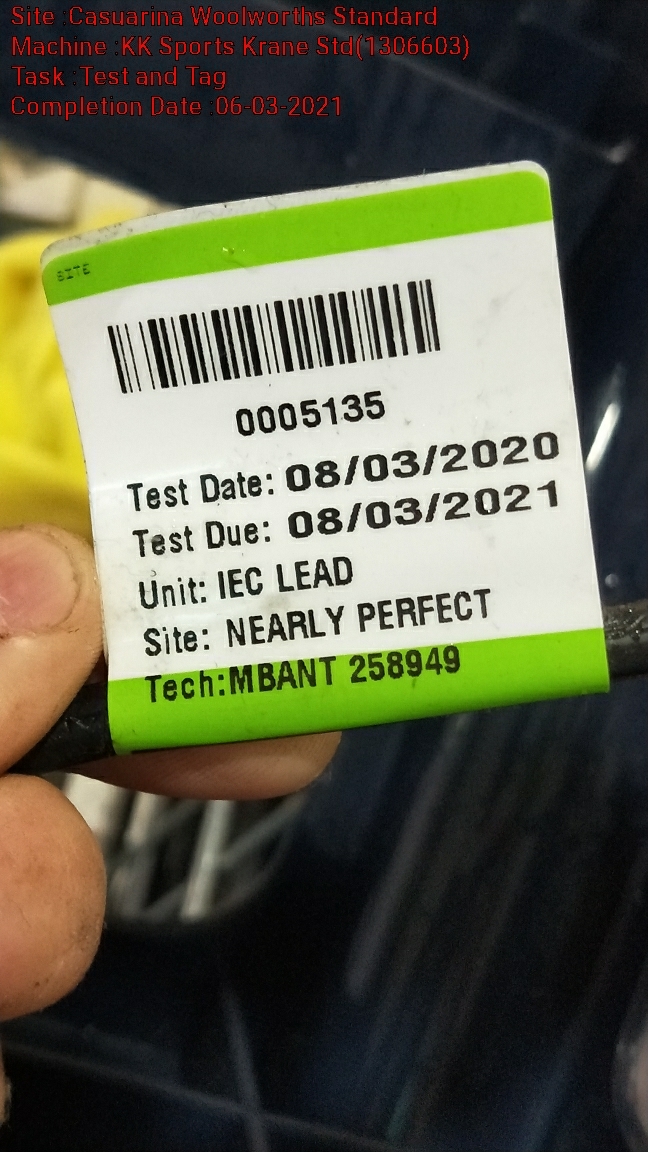 Site :Casuarina Woolworths Standard
Machine :KK Sports Krane Std(1306603)
Task :Test and Tag
Completion Date :06-03-2021
SITE
0005135
Test Date: 08/03/2020
Test Due: 08/03/2021
Unit: IEC LEAD
Site: NEARLY PERFECT
Tech:MBANT 258949